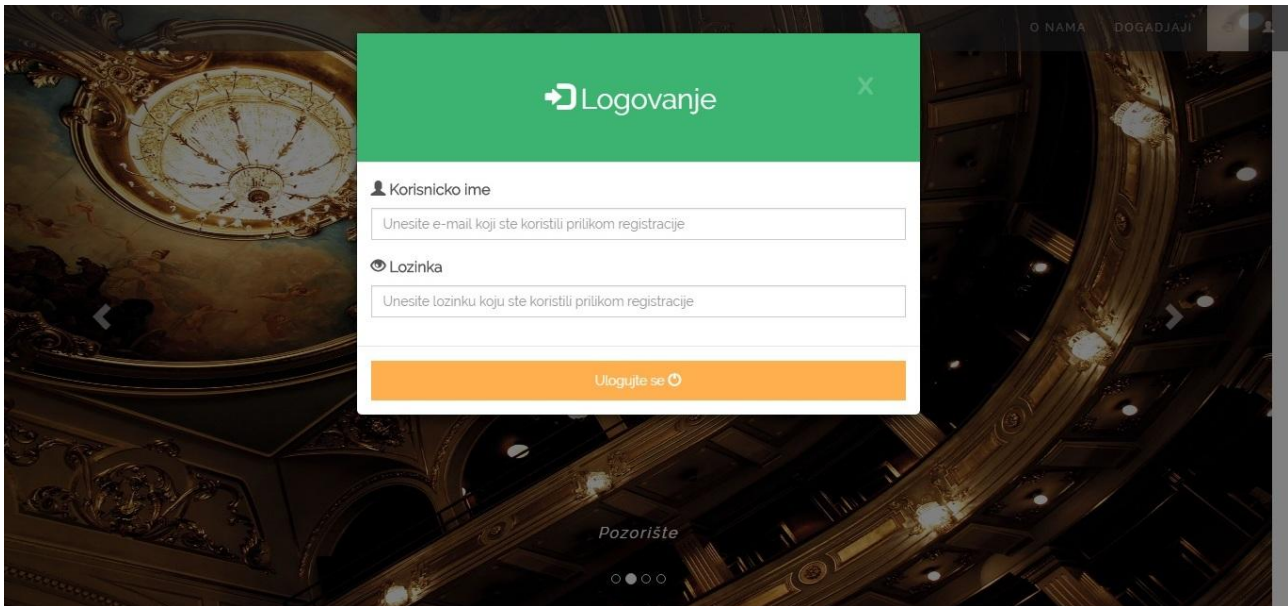 O NAMA DOGADJAJI
Logovanje X
Korisnicko ime
Unesite e-mail koji ste koristili prilikom registracije
Lozinka
Unesite lozinku koju ste koristili prilikom registracije
Ulogujte se
Pozorište